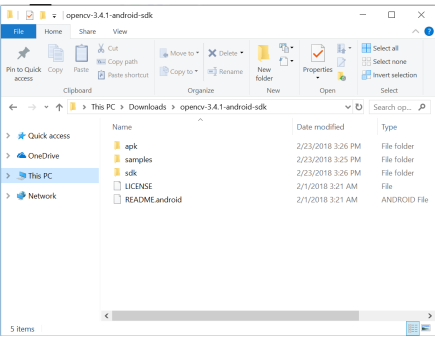 opencv-3.4.1-android-sdk
File Home Share View
Pin to Quick access
Copy
Paste
Cut
Copy path
Paste shortcut
Clipboard
Move to
Copy to
Delete
Rename
Organize
New folder
New
Properties
Open
Select all
Select none
Invert selection
Select
This PC > Downloads > opencv-3.4.1-android-sdk
Search op...
Name Date modified Type
Quick access
OneDrive
This PC
Network
apk 2/23/2018 3:26 PM File folder
samples 2/23/2018 3:25 PM File folder
sdk 2/23/2018 3:26 PM File folder
LICENSE 2/1/2018 3:21 AM File
README.android 2/1/2018 3:21 AM ANDROID File
5 items